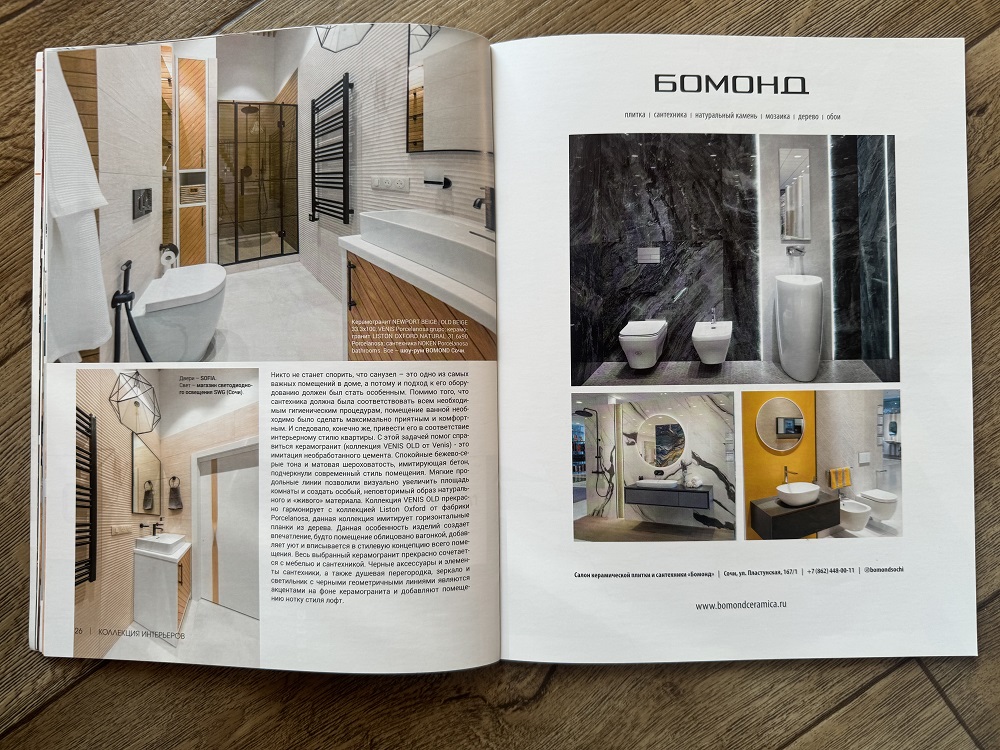 Керамогранит NEWPORT BEIGE, OLD BEIGE
33.3x100, VENIS Porcelanosa grupo; керамо-
гранит LISTON OXFORD NATURAL 31.6x90,
Porcelanosa; сантехника NOKEN Porcelanosa
bathrooms. Все – шоу-рум BOMOND Сочи.
Двери – SOFIA.
Свет – магазин светодиодно-
го освещения SWG (Сочи).
Никто не станет спорить, что санузел – это одно из самых
важных помещений в доме, а потому и подход к его обору-
дованию должен был стать особенным. Помимо того, что
сантехника должна была соответствовать всем необходи-
мым гигиеническим процедурам, помещение ванной необ-
ходимо было сделать максимально приятным и комфорт-
ным. И следовало, конечно же, привести его в соответствие
интерьерному стилю квартиры. С этой задачей помог спра-
виться керамогранит (коллекция VENIS OLD от Venis) - это
имитация необработанного цемента. Спокойные бежево-се-
рые тона и матовая шероховатость, имитирующая бетон,
подчеркнули современный стиль помещения. Мягкие про-
дольные линии позволили визуально увеличить площадь
комнаты и создать особый, неповторимый образ натураль-
ного и «живого» материала. Коллекция VENIS OLD прекрас-
но гармонирует с коллекцией Liston Oxford от фабрики
Porcelanosa, данная коллекция имитирует горизонтальные
планки из дерева. Данная особенность изделий создает
впечатление, будто помещение облицовано вагонкой, добав-
ляет уют и вписывается в стилевую концепцию всего поме-
щения. Весь выбранный керамогранит прекрасно сочетает-
ся с мебелью и сантехникой. Черные аксессуары и элемен-
ты сантехники, а также душевая перегородка, зеркало и
светильник с черными геометрическими линиями являются
акцентами на фоне керамогранита и добавляют помеще-
нию нотку стиля лофт.
26 | КОЛЛЕКЦИЯ ИНТЕРЬЕРОВ
БОМОНД
плитка | сантехника | натуральный камень | мозаика | дерево | обои
Салон керамической плитки и сантехники «Бомонд» | Сочи, ул. Пластунская, 167/1 | +7 (862) 448-00-11 | @bomondsochi
www.bomondceramica.ru